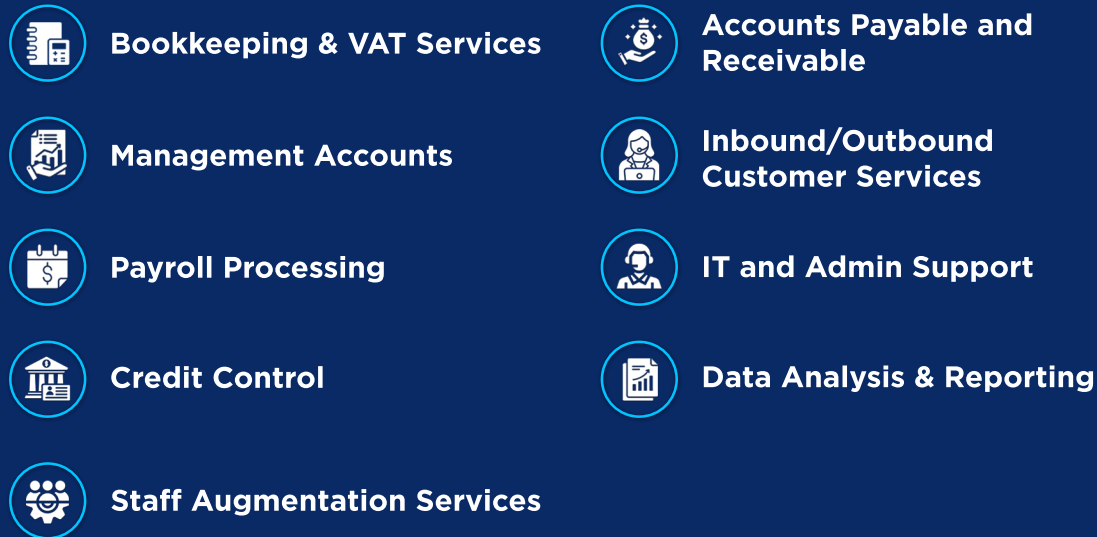 Bookkeeping & VAT Services
Management Accounts
Payroll Processing
Credit Control
Staff Augmentation Services
Accounts Payable and
Receivable
Inbound/Outbound
Customer Services
IT and Admin Support
Data Analysis & Reporting